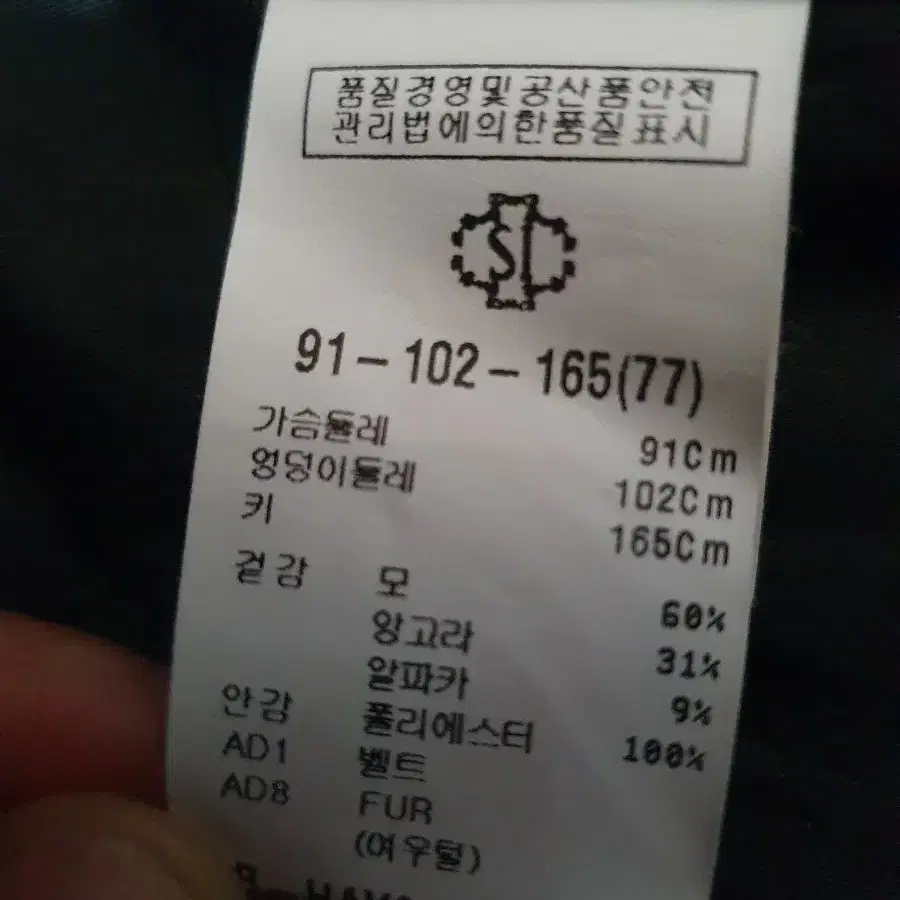 품질경영및공산품안전
관리법에의한품질표시
SI
91-102-165(77)
가슴둘레 91Cm
엉덩이둘레 102Cm
키 165Cm
겉감 모 60%
앙고라 31%
알파카 9%
안감 폴리에스터 100%
AD1 벨트
AD8 FUR
(여우털)